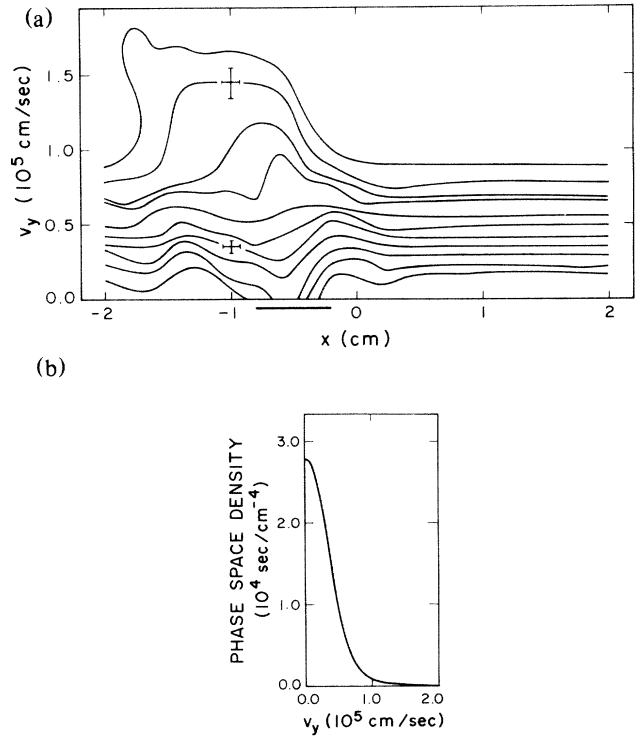 (a)
v_y (10^5 cm/sec)
1.5
1.0
0.5
0.0
-2
-1
0
1
2
x (cm)
(b)
PHASE SPACE DENSITY
(10^4 sec/cm^-4)
3.0
2.0
1.0
0.0
0.0
1.0
2.0
v_y (10^5 cm/sec)